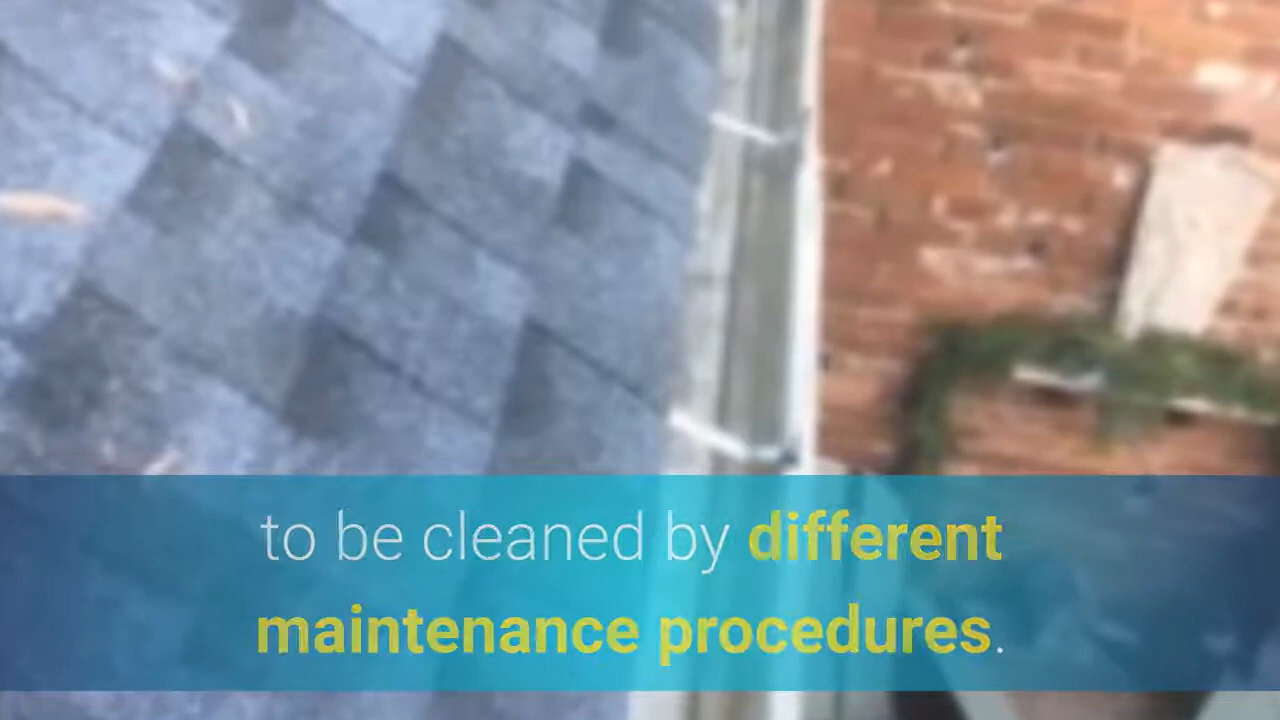 to be cleaned by different
maintenance procedures.